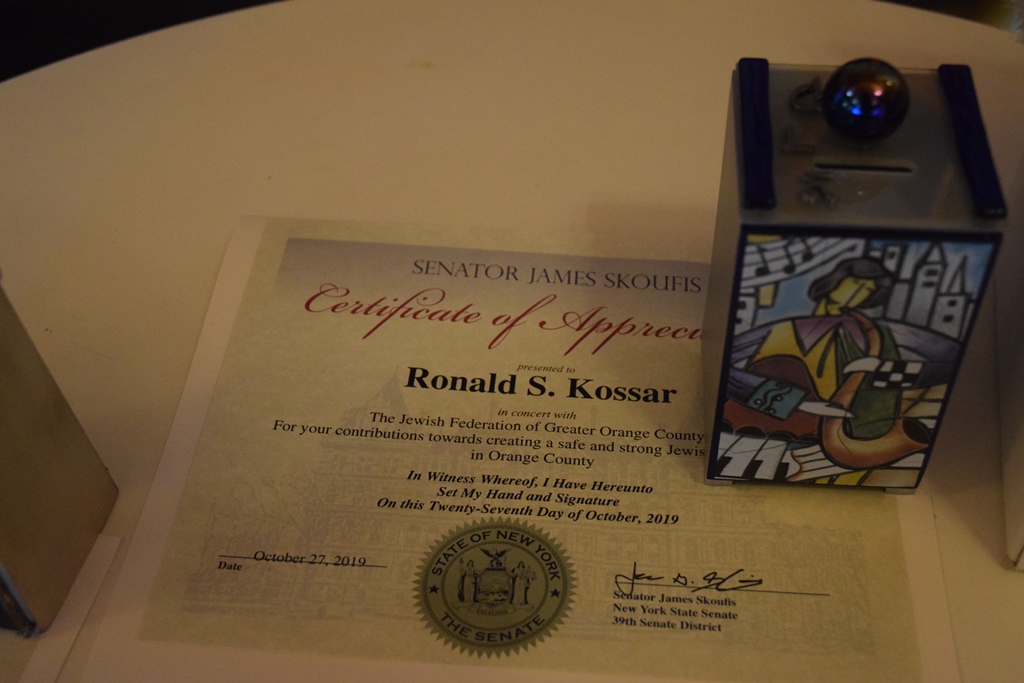 SENATOR JAMES SKOUFIS
Certificate of Apprec
presented to
Ronald S. Kossar
in concert with
The Jewish Federation of Greater Orange County
For your contributions towards creating a safe and strong Jewis
in Orange County
In Witness Whereof, I Have Hereunto
Set My Hand and Signature
On this Twenty-Seventh Day of October, 2019
October 27, 2019
Date
STATE OF NEW YORK
THE SENATE
Senator James Skoufis
New York State Senate
39th Senate District